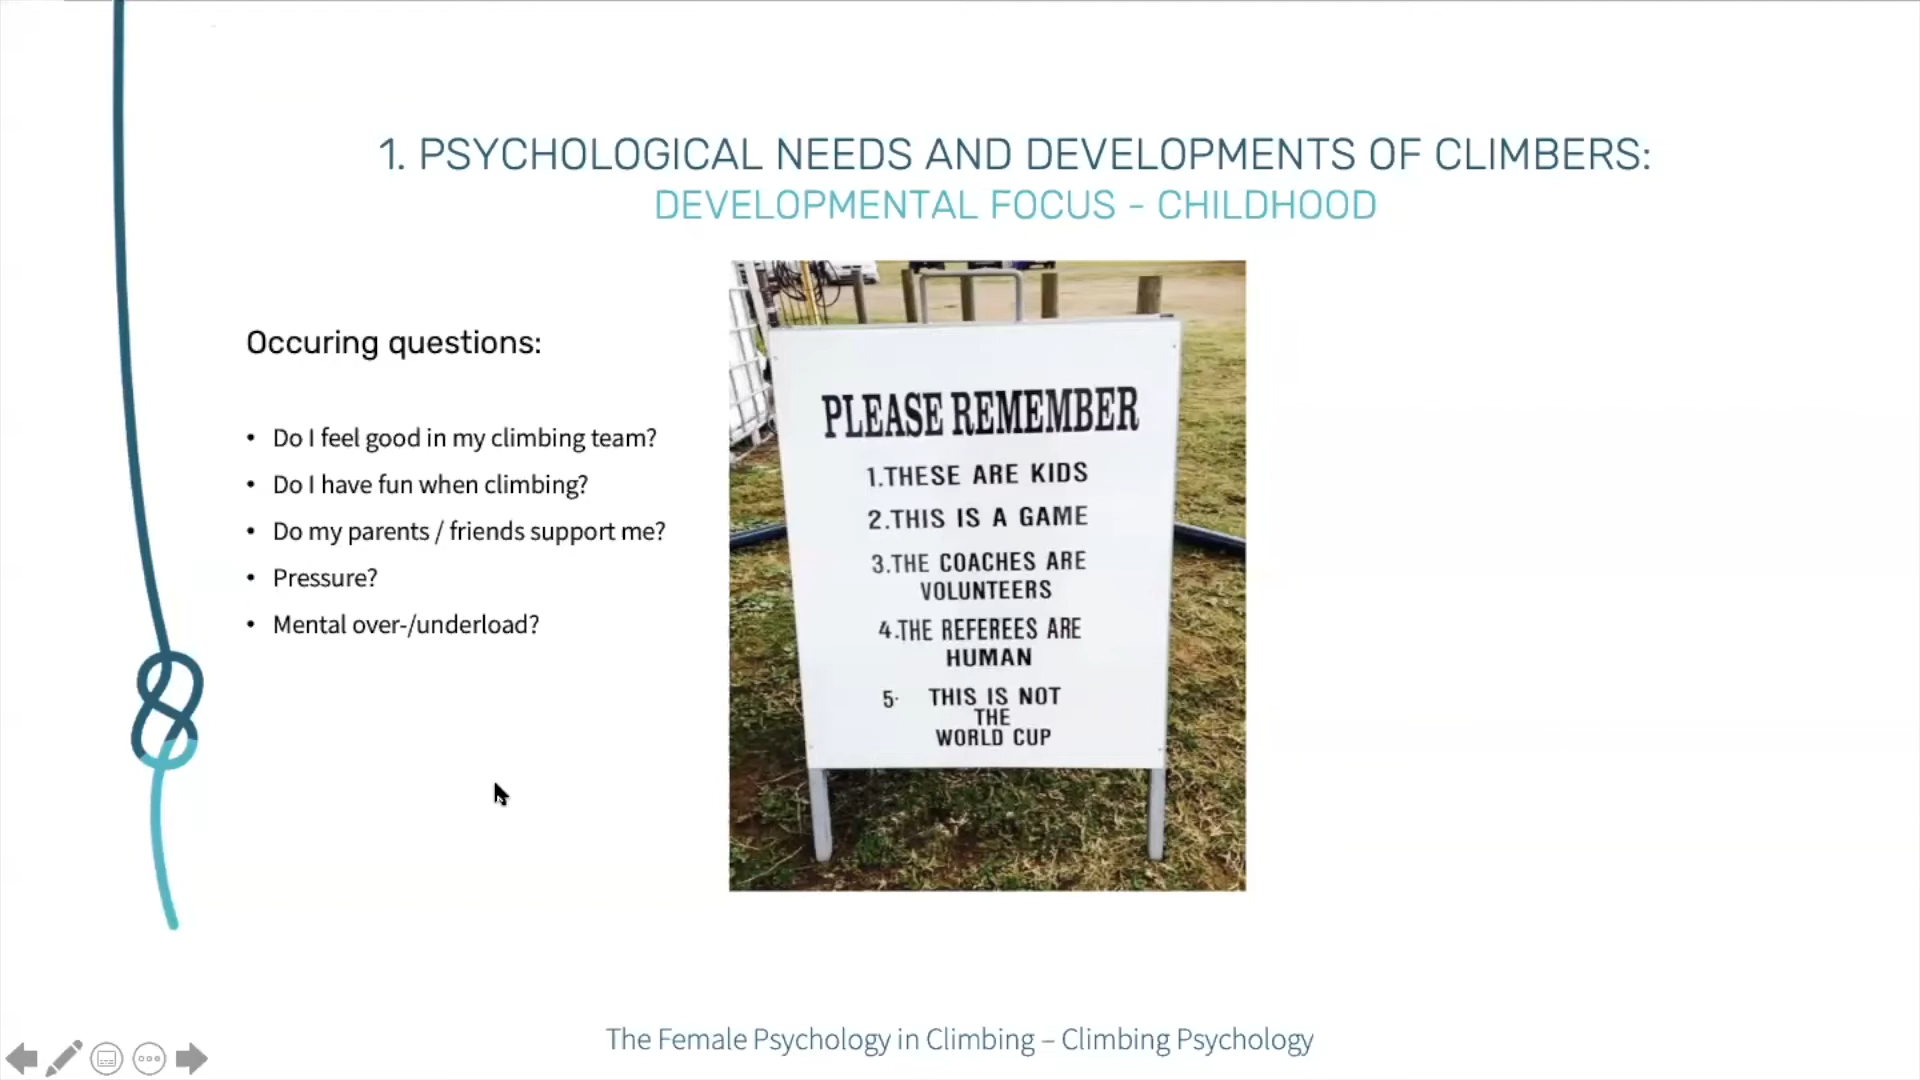 1. PSYCHOLOGICAL NEEDS AND DEVELOPMENTS OF CLIMBERS:
DEVELOPMENTAL FOCUS - CHILDHOOD
Occuring questions:
• Do I feel good in my climbing team?
• Do I have fun when climbing?
• Do my parents / friends support me?
• Pressure?
• Mental over-/underload?
PLEASE REMEMBER
1.THESE ARE KIDS
2.THIS IS A GAME
3.THE COACHES ARE
VOLUNTEERS
4.THE REFEREES ARE
HUMAN
5. THIS IS NOT
THE
WORLD CUP
The Female Psychology in Climbing – Climbing Psychology